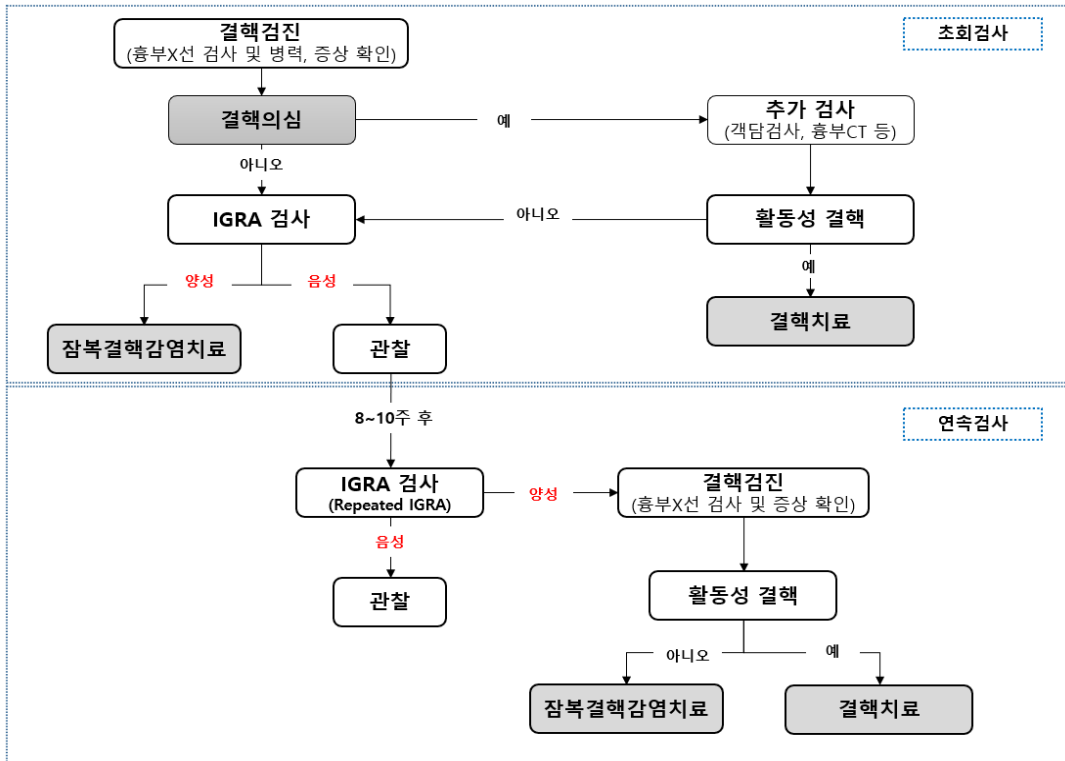 결핵검진
(흉부X선 검사 및 병력, 증상 확인)
초회검사
결핵의심
예
추가 검사
(객담검사, 흉부CT 등)
아니오
IGRA 검사
아니오
활동성 결핵
예
양성
음성
잠복결핵감염치료
관찰
결핵치료
8~10주 후
연속검사
IGRA 검사
(Repeated IGRA)
양성
결핵검진
(흉부X선 검사 및 증상 확인)
음성
관찰
활동성 결핵
아니오
예
잠복결핵감염치료
결핵치료